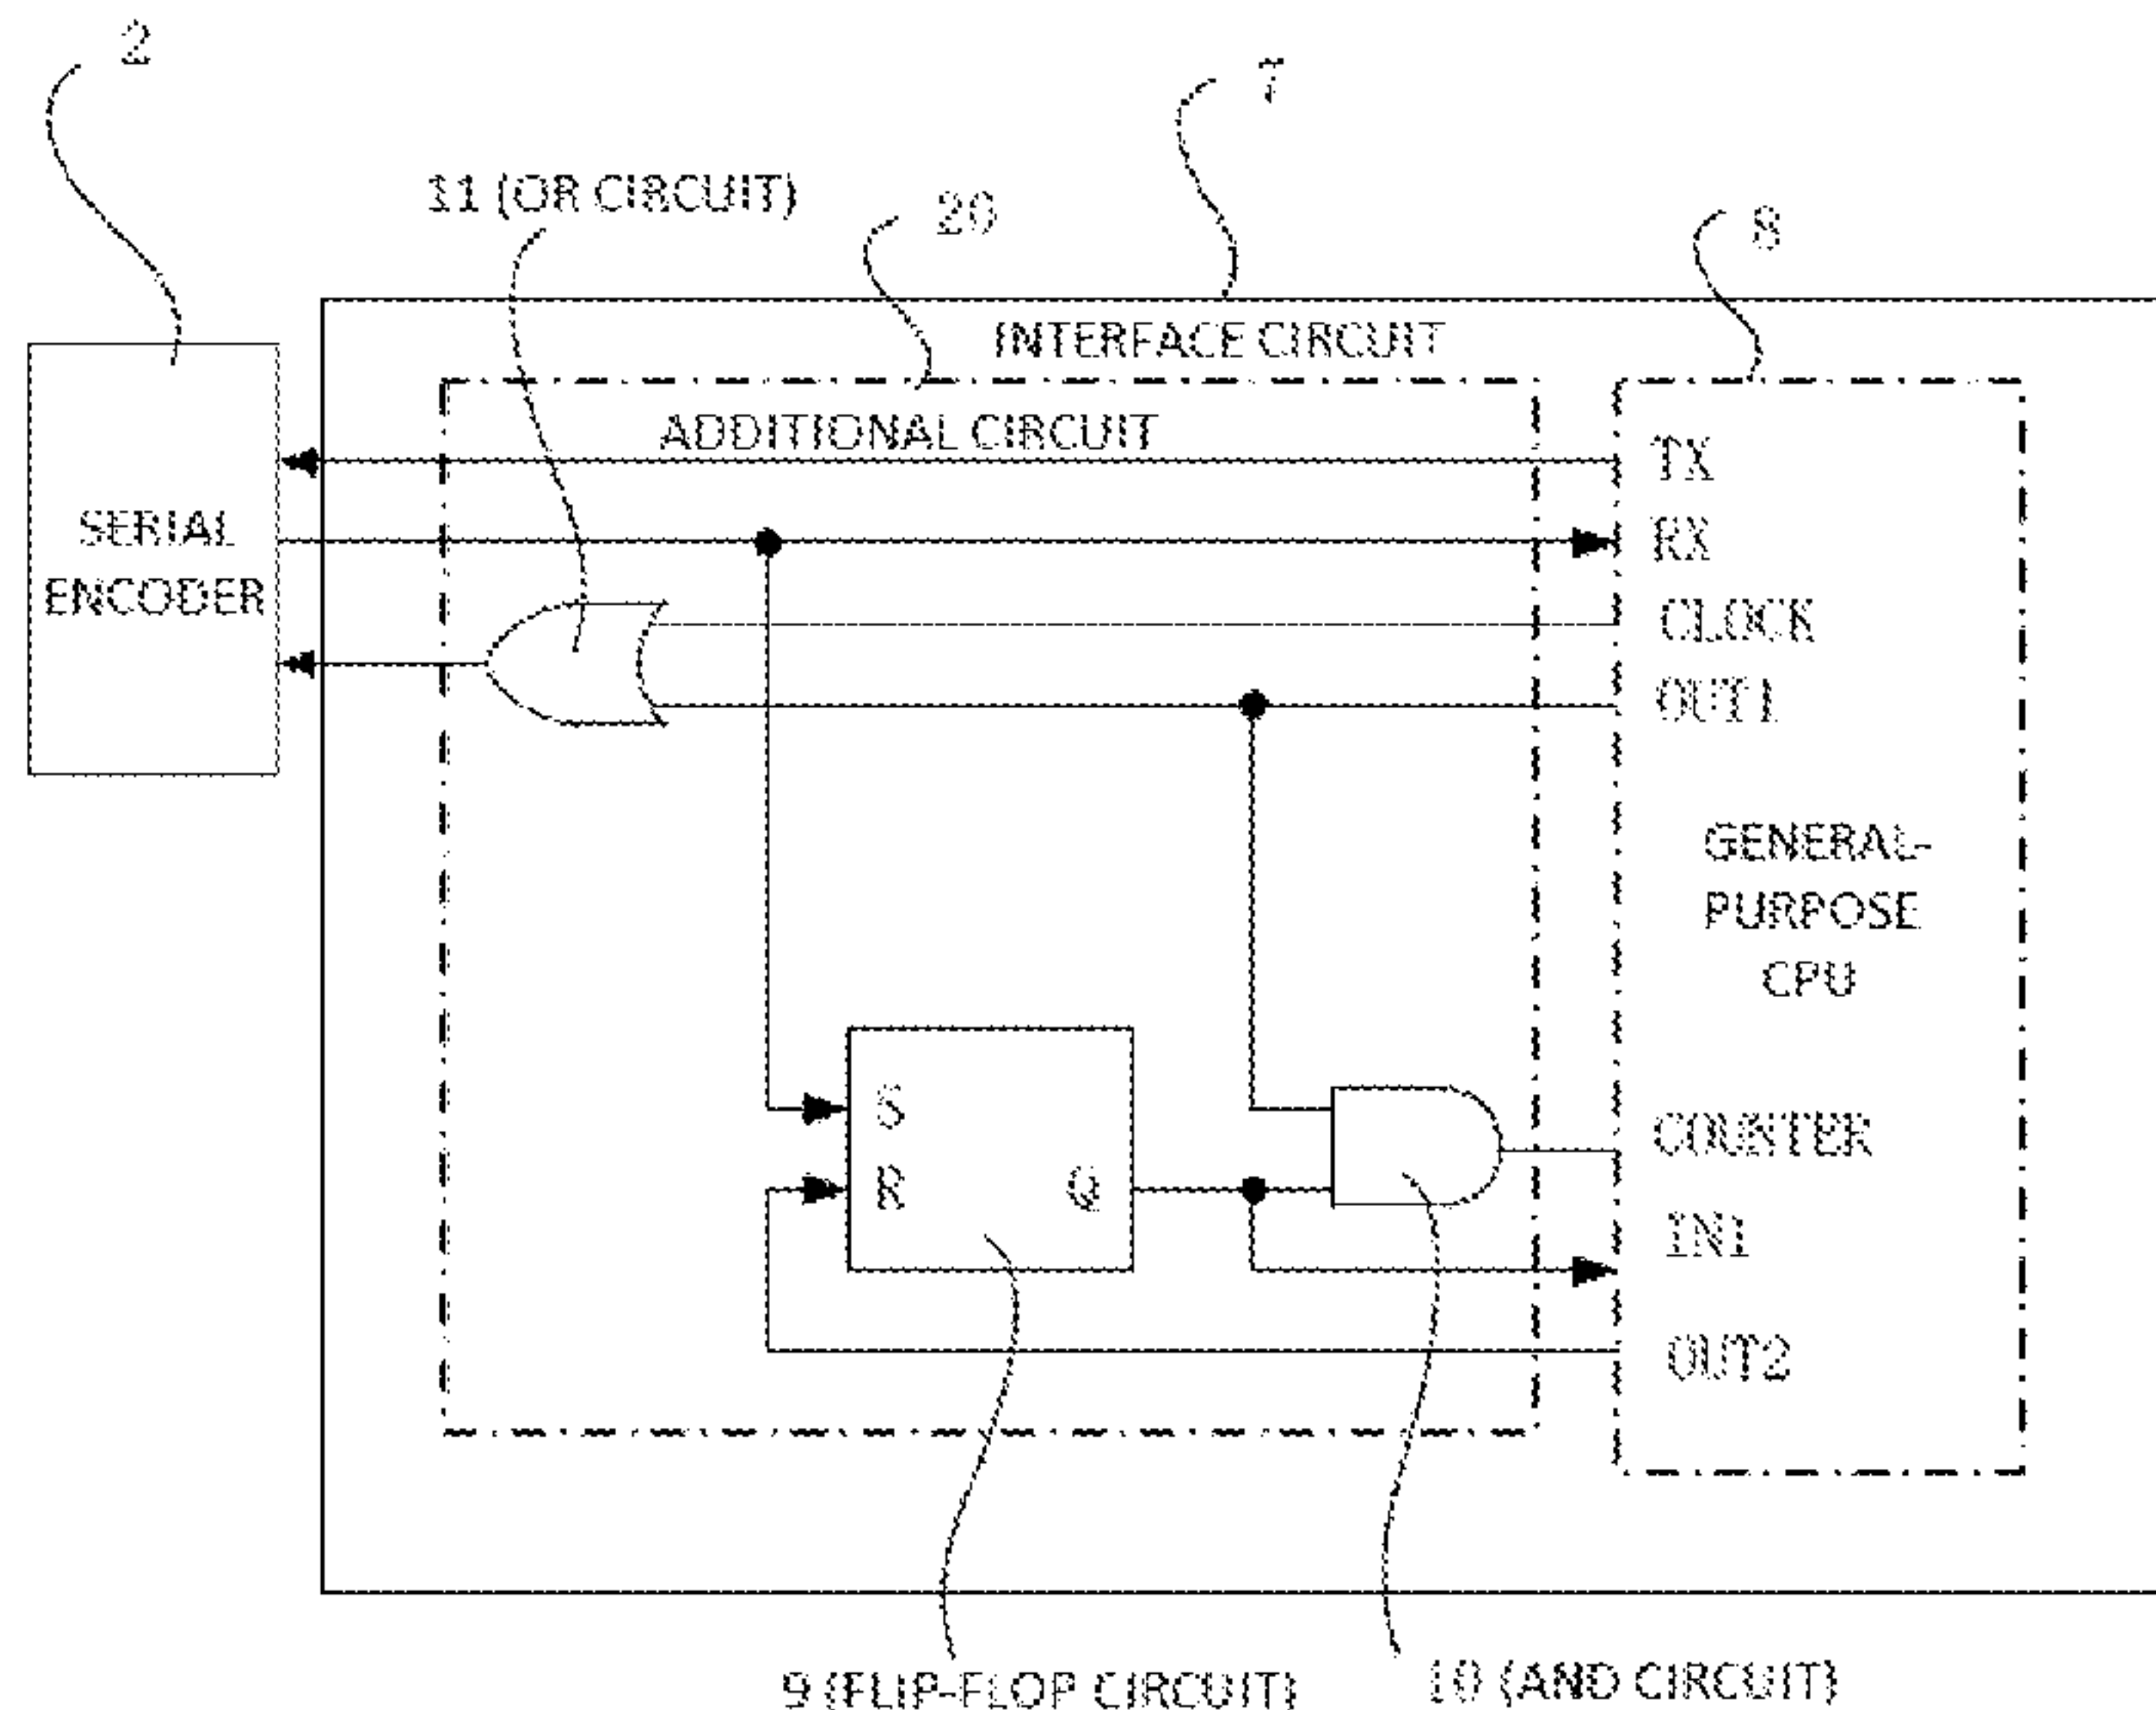 2
7
11 (OR CIRCUIT)
20
8
INTERFACE CIRCUIT
ADDITIONAL CIRCUIT
TX
SERIAL
ENCODER
RX
CLOCK
OUT1
GENERAL-
PURPOSE
CPU
S
R
Q
COUNTER
IN1
OUT2
9 (FLIP-FLOP CIRCUIT)
10 (AND CIRCUIT)